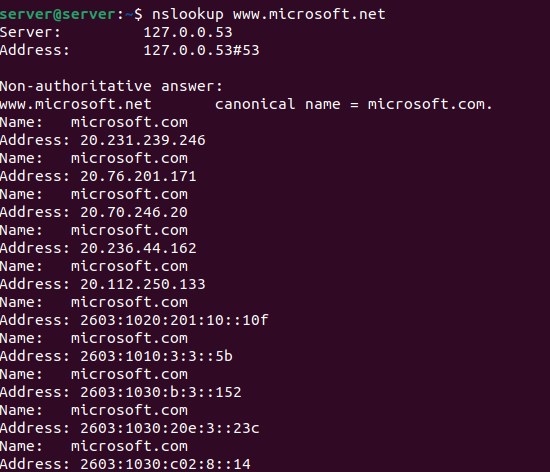 server@server:~$ nslookup www.microsoft.net
Server:         127.0.0.53
Address:        127.0.0.53#53

Non-authoritative answer:
www.microsoft.net       canonical name = microsoft.com.
Name:   microsoft.com
Address: 20.231.239.246
Name:   microsoft.com
Address: 20.76.201.171
Name:   microsoft.com
Address: 20.70.246.20
Name:   microsoft.com
Address: 20.236.44.162
Name:   microsoft.com
Address: 20.112.250.133
Name:   microsoft.com
Address: 2603:1020:201:10::10f
Name:   microsoft.com
Address: 2603:1010:3:3::5b
Name:   microsoft.com
Address: 2603:1030:b:3::152
Name:   microsoft.com
Address: 2603:1030:20e:3::23c
Name:   microsoft.com
Address: 2603:1030:c02:8::14